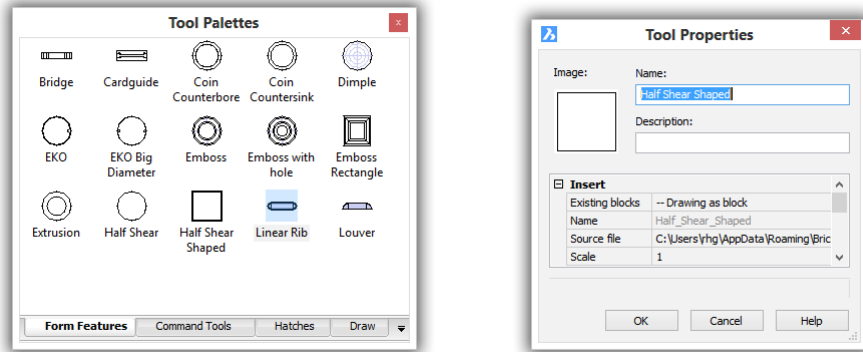 Tool Palettes
x
Bridge
Cardguide
Coin Counterbore
Coin Countersink
Dimple
EKO
EKO Big Diameter
Emboss
Emboss with hole
Emboss Rectangle
Extrusion
Half Shear
Half Shear Shaped
Linear Rib
Louver
Form Features
Command Tools
Hatches
Draw
Tool Properties
Image:
Name:
Half Shear Shaped
Description:
Insert
Existing blocks
-- Drawing as block
Name
Half_Shear_Shaped
Source file
C:\Users\rhg\AppData\Roaming\Bric
Scale
1
OK
Cancel
Help